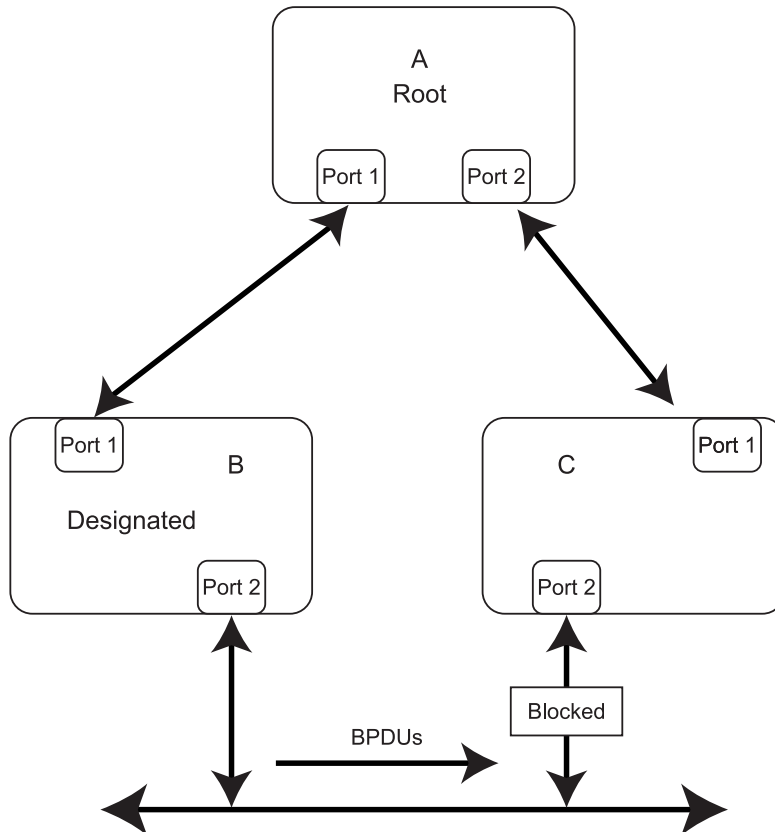 A
Root
Port 1
Port 2
Port 1
B
Designated
Port 2
C
Port 1
Port 2
Blocked
BPDUs